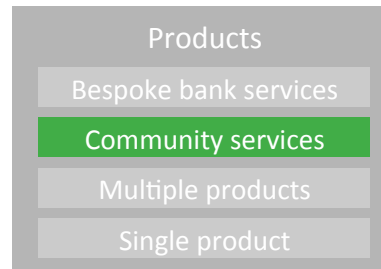 Products
Bespoke bank services
Community services
Multiple products
Single product